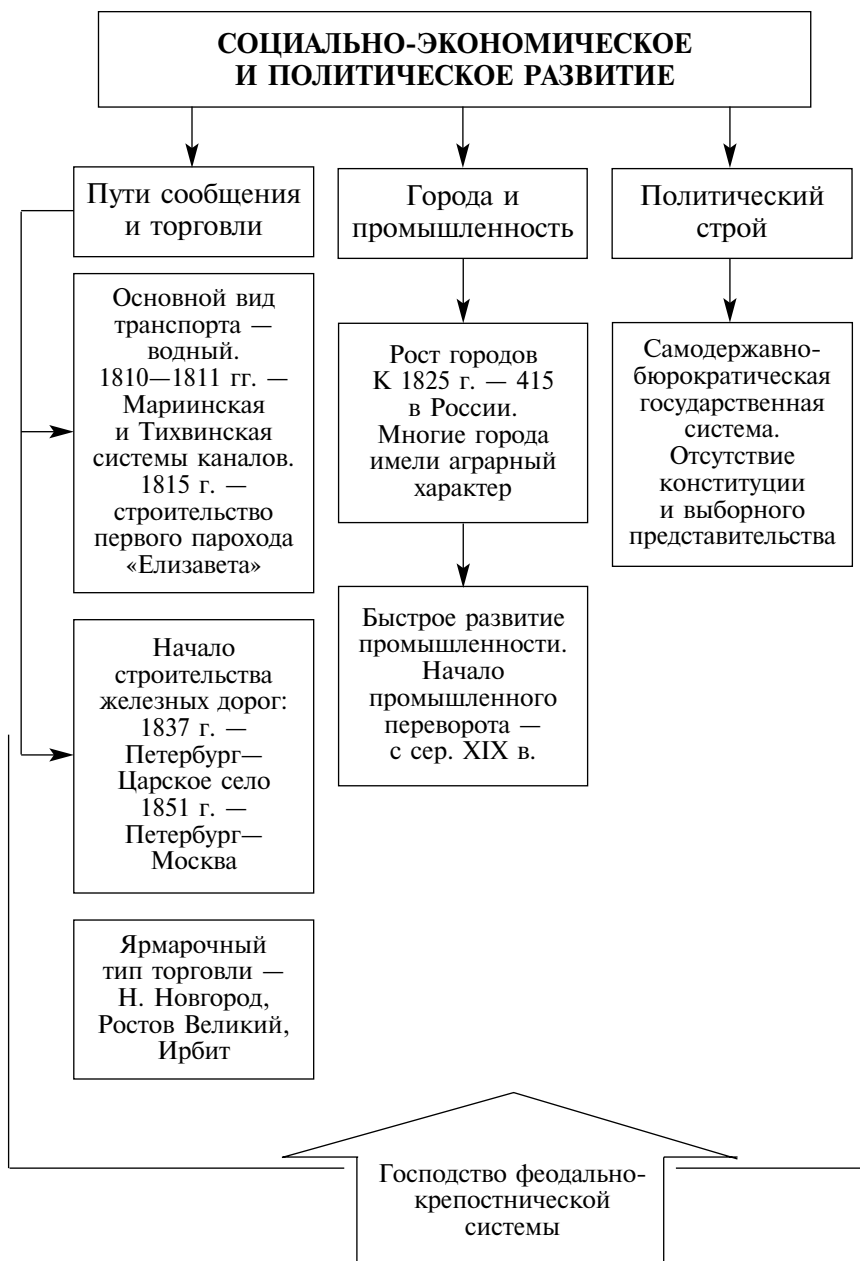 СОЦИАЛЬНО-ЭКОНОМИЧЕСКОЕ
И ПОЛИТИЧЕСКОЕ РАЗВИТИЕ
Пути сообщения
и торговли
Основной вид
транспорта —
водный.
1810—1811 гг. —
Мариинская
и Тихвинская
системы каналов.
1815 г. —
строительство
первого парохода
«Елизавета»
Начало
строительства
железных дорог:
1837 г. —
Петербург—
Царское село
1851 г. —
Петербург—
Москва
Ярмарочный
тип торговли —
Н. Новгород,
Ростов Великий,
Ирбит
Города и
промышленность
Рост городов
К 1825 г. — 415
в России.
Многие города
имели аграрный
характер
Быстрое развитие
промышленности.
Начало
промышленного
переворота —
с сер. XIX в.
Политический
строй
Самодержавно-
бюрократическая
государственная
система.
Отсутствие
конституции
и выборного
представительства
Господство феодально-
крепостнической
системы